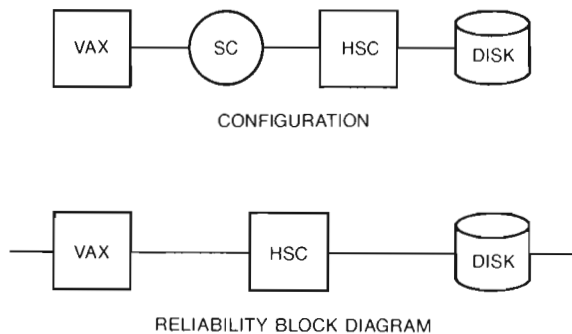 VAX SC HSC DISK
CONFIGURATION
VAX HSC DISK
RELIABILITY BLOCK DIAGRAM